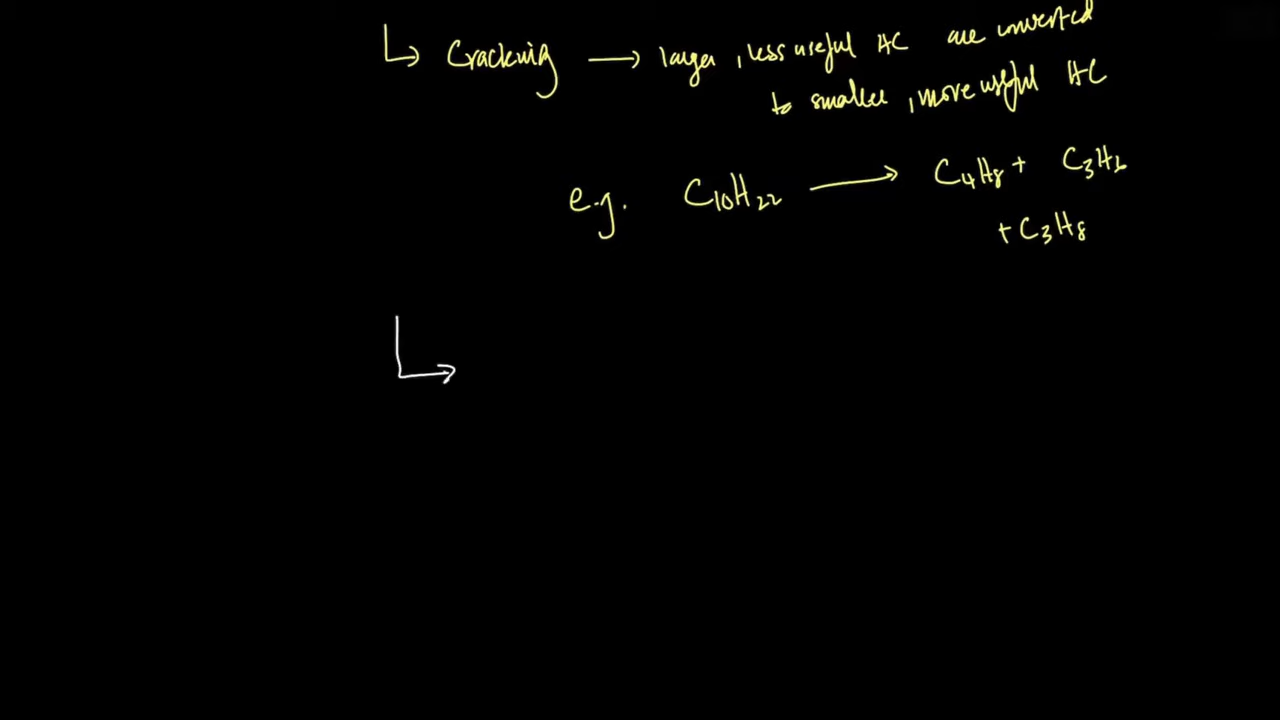 ↳ Cracking → larger, less useful HC are converted
to smaller, more useful HC
e.g. C₁₀H₂₂ → C₄H₈ + C₃H₆
+ C₃H₈
↳